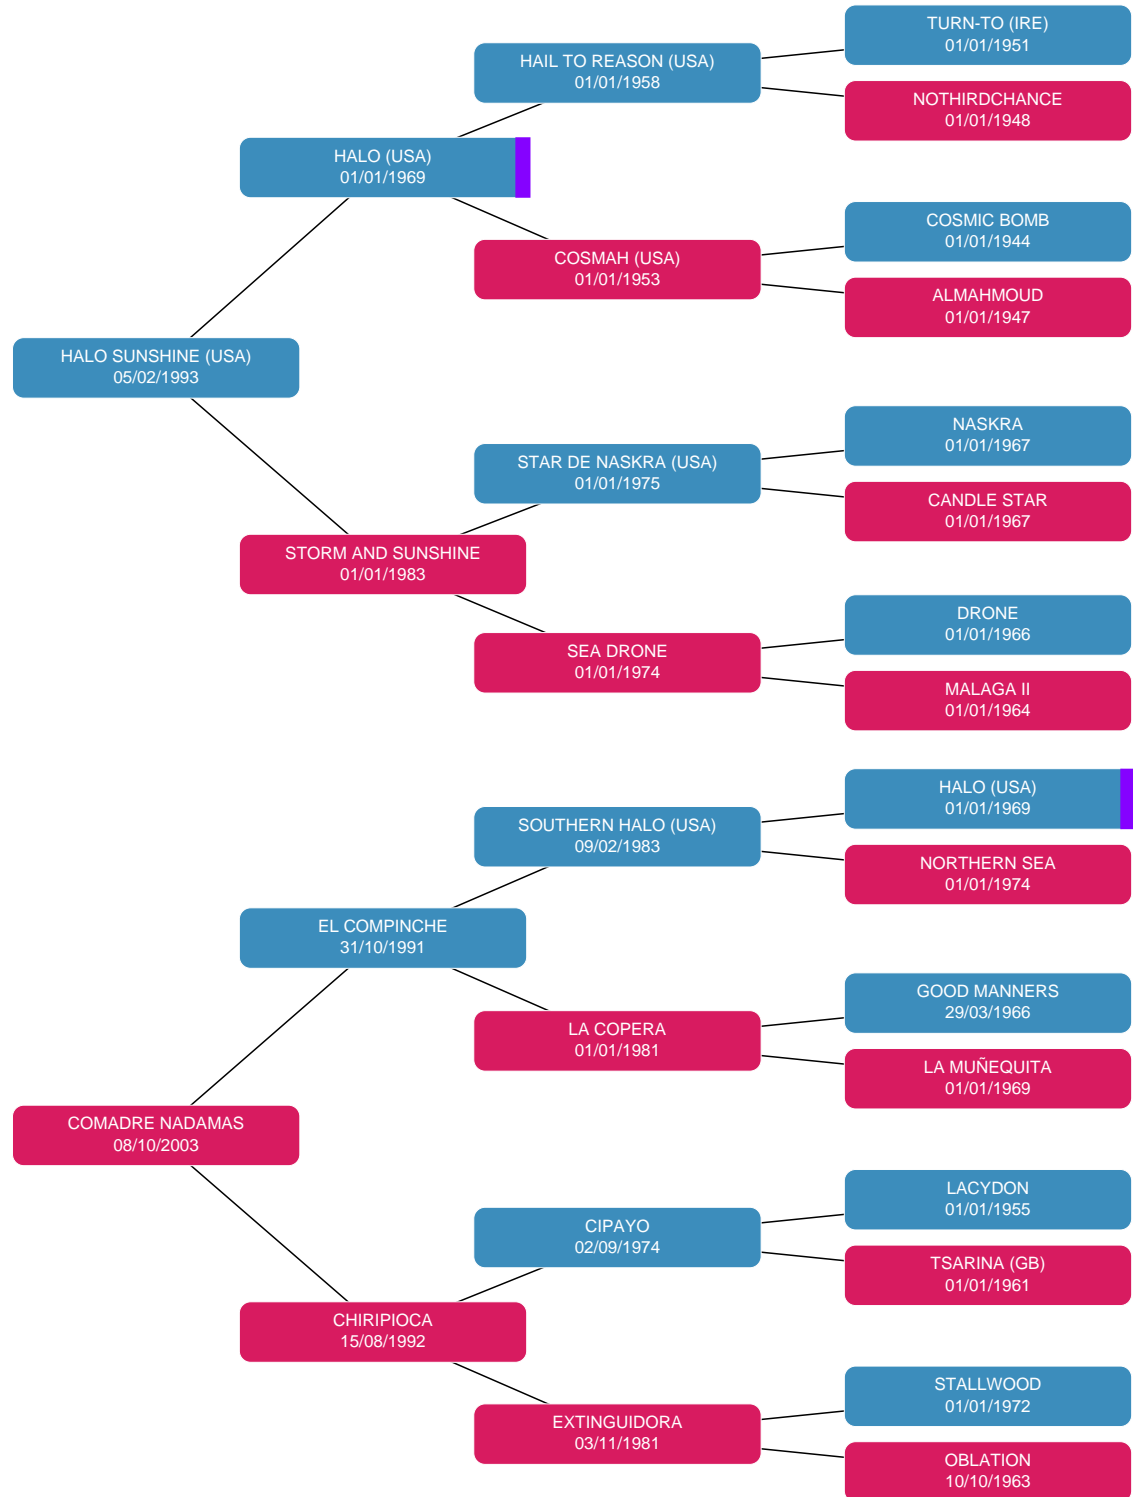 TURN-TO (IRE)
01/01/1951
HAIL TO REASON (USA)
01/01/1958
NOTHIRDCHANCE
01/01/1948
HALO (USA)
01/01/1969
COSMIC BOMB
01/01/1944
COSMAH (USA)
01/01/1953
ALMAHMOUD
01/01/1947
HALO SUNSHINE (USA)
05/02/1993
NASKRA
01/01/1967
STAR DE NASKRA (USA)
01/01/1975
CANDLE STAR
01/01/1967
STORM AND SUNSHINE
01/01/1983
DRONE
01/01/1966
SEA DRONE
01/01/1974
MALAGA II
01/01/1964
HALO (USA)
01/01/1969
SOUTHERN HALO (USA)
09/02/1983
NORTHERN SEA
01/01/1974
EL COMPINCHE
31/10/1991
GOOD MANNERS
29/03/1966
LA COPERA
01/01/1981
LA MUÑEQUITA
01/01/1969
COMADRE NADAMAS
08/10/2003
LACYDON
01/01/1955
CIPAYO
02/09/1974
TSARINA (GB)
01/01/1961
CHIRIPIOCA
15/08/1992
STALLWOOD
01/01/1972
EXTINGUIDORA
03/11/1981
OBLATION
10/10/1963